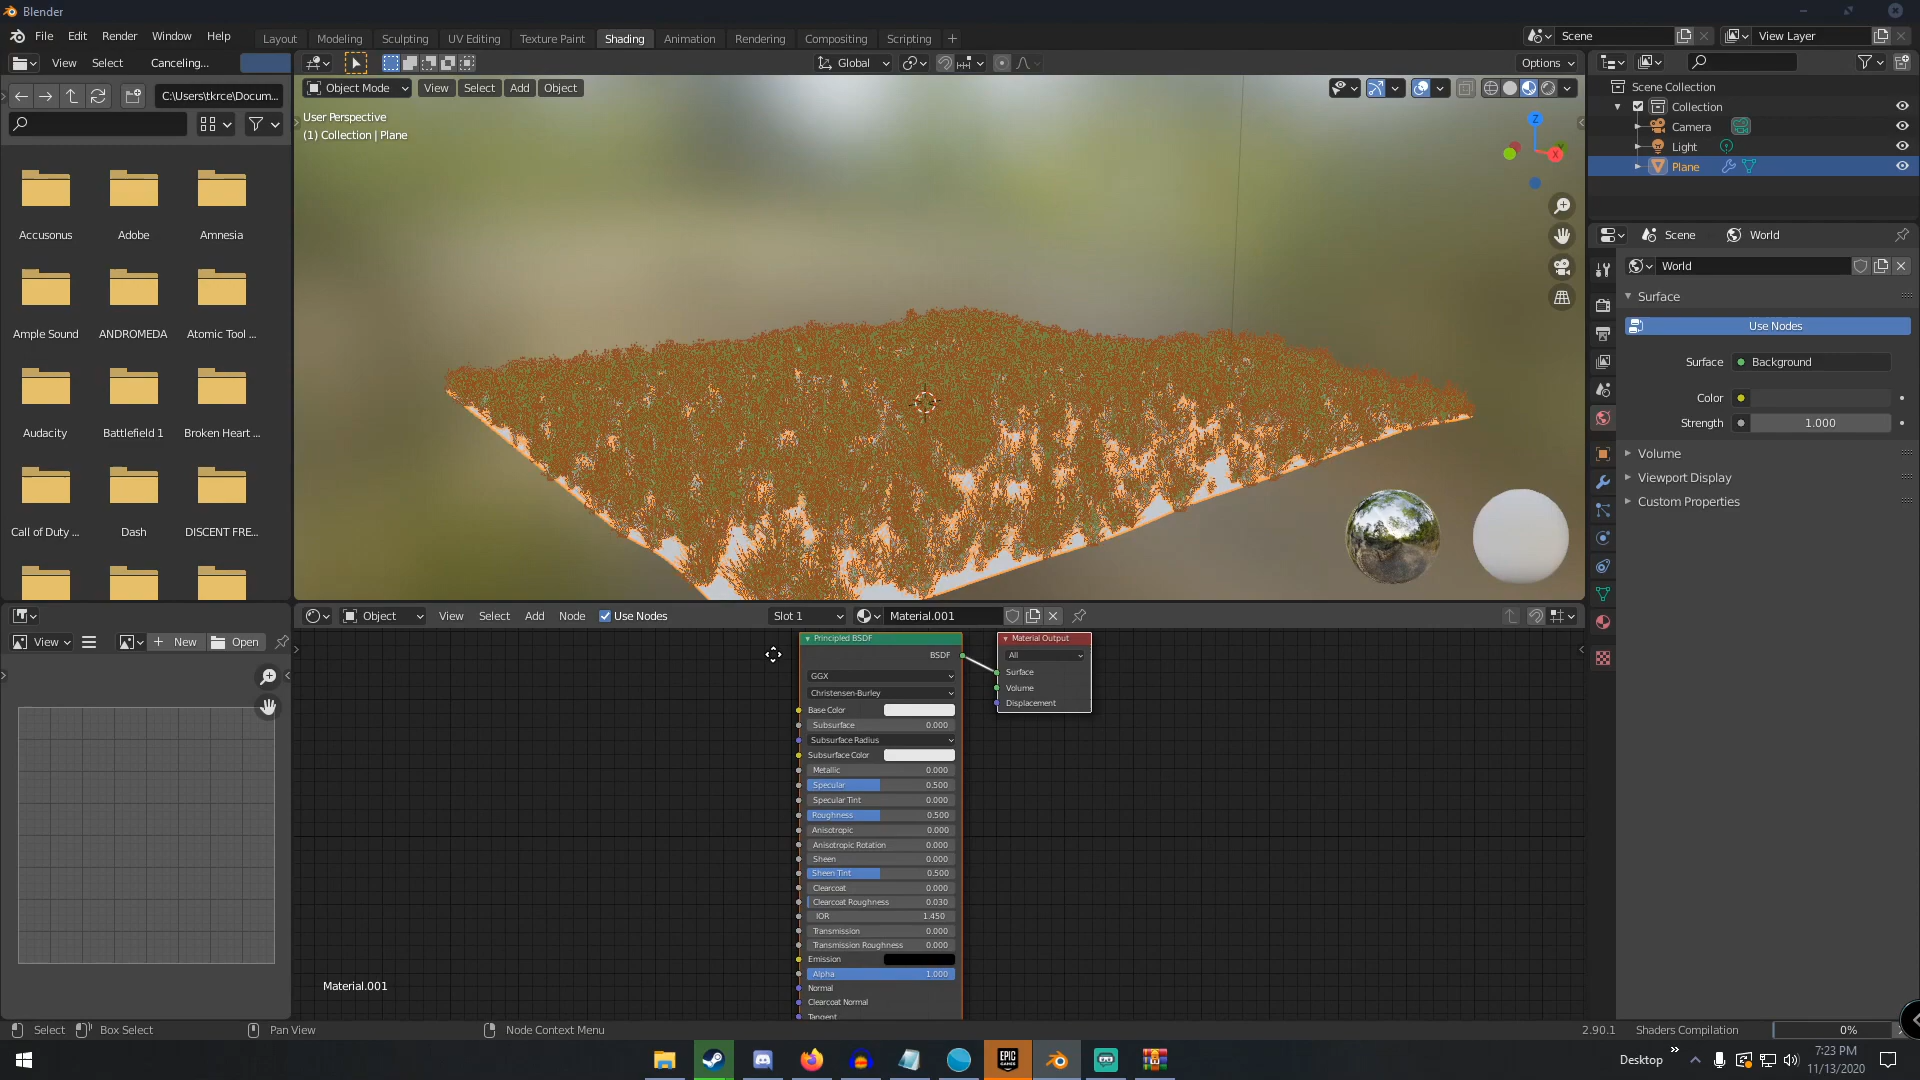 Blender
File Edit Render Window Help
Layout Modeling Sculpting UV Editing Texture Paint Shading Animation Rendering Compositing Scripting
Scene
View Layer
View Select Canceling...
Global
Options
C:\Users\tkrce\Docum...
Object Mode View Select Add Object
User Perspective
(1) Collection | Plane
Z
X
Y
Accusonus Adobe Amnesia
Ample Sound ANDROMEDA Atomic Tool ...
Audacity Battlefield 1 Broken Heart ...
Call of Duty ... Dash DISCENT FRE...
Scene Collection
Collection
Camera
Light
Plane
Scene World
World
Surface
Use Nodes
Surface Background
Color
Strength 1.000
Volume
Viewport Display
Custom Properties
View New Open
Object View Select Add Node Use Nodes Slot 1 Material.001
Principled BSDF
BSDF
GGX
Christensen-Burley
Base Color
Subsurface 0.000
Subsurface Radius
Subsurface Color
Metallic 0.000
Specular 0.500
Specular Tint 0.000
Roughness 0.500
Anisotropic 0.000
Anisotropic Rotation 0.000
Sheen 0.000
Sheen Tint 0.500
Clearcoat 0.000
Clearcoat Roughness 0.030
IOR 1.450
Transmission 0.000
Transmission Roughness 0.000
Emission
Alpha 1.000
Normal
Clearcoat Normal
Tangent
Material Output
All
Surface
Volume
Displacement
Material.001
Select Box Select Pan View Node Context Menu 2.90.1 Shaders Compilation 0%
EPIC GAMES
Desktop
7:23 PM
11/13/2020